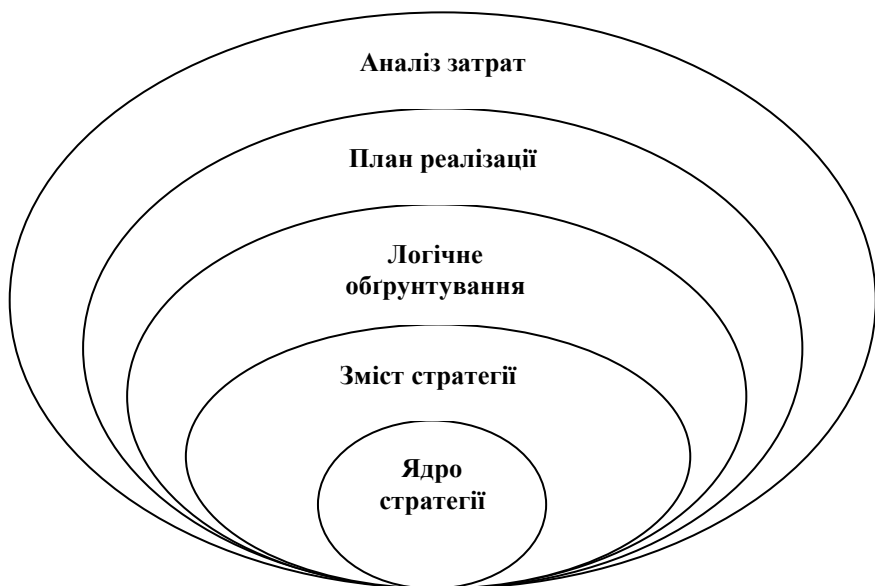 Аналіз затрат
План реалізації
Логічне
обґрунтування
Зміст стратегії
Ядро
стратегії